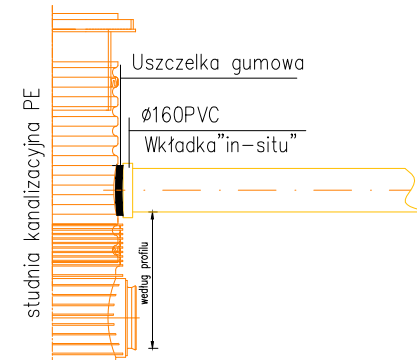 Uszczelka gumowa
ø160PVC
Wkładka"in-situ"
studnia kanalizacyjna PE
według profilu